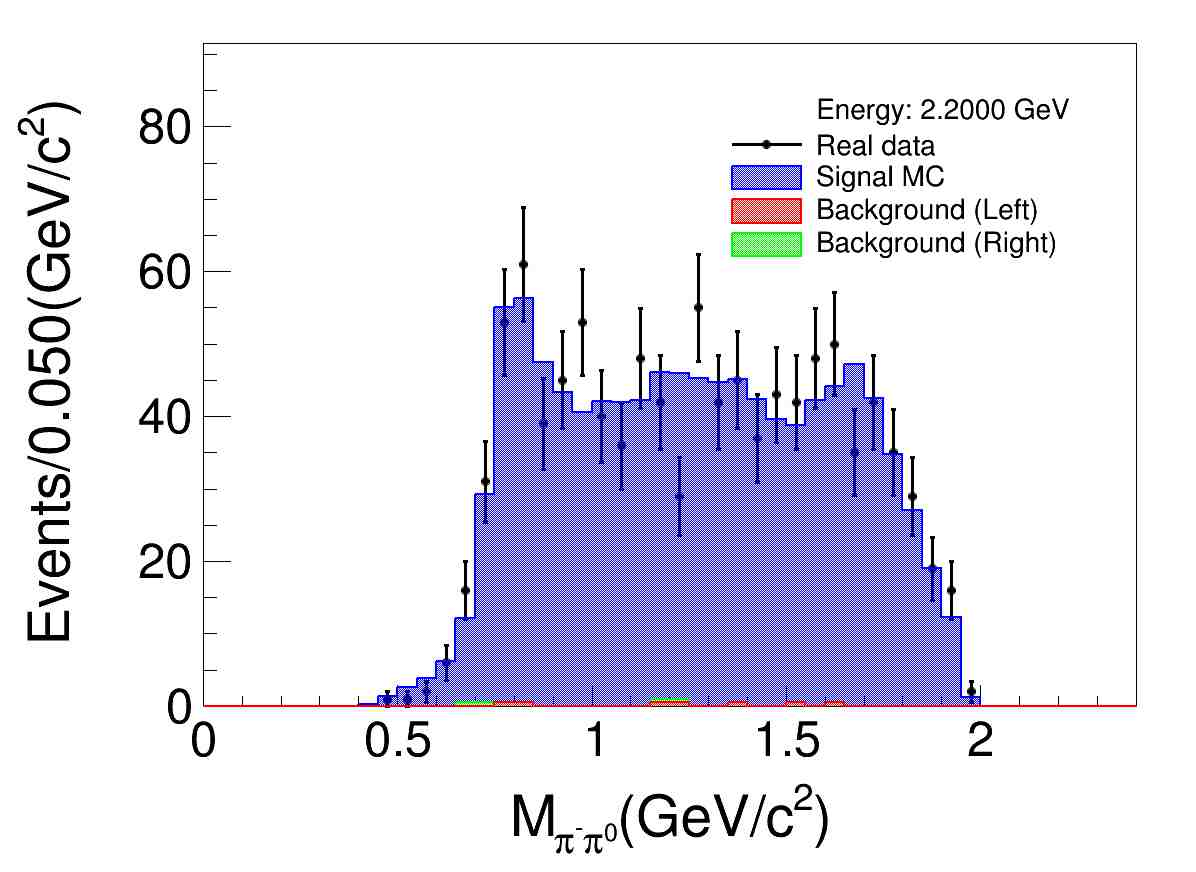 Energy: 2.2000 GeV
Real data
Signal MC
Background (Left)
Background (Right)
Events/0.050(GeV/c²)
80
60
40
20
0
0 0.5 1 1.5 2
M_π⁻π⁰(GeV/c²)